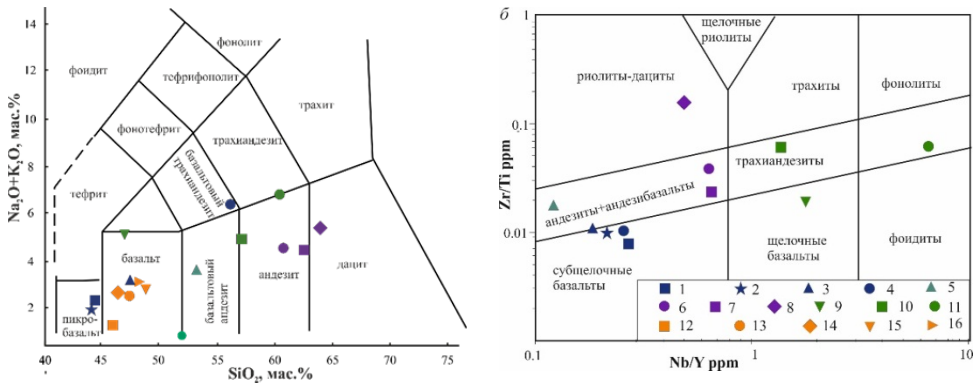 Na₂O+K₂O, мас.%
14
12
10
8
6
4
2
40
45
50
55
60
65
70
75
SiO₂, мас.%
фоидит
фонолит
тефрифонолит
фонотефрит
трахиандезит
трахит
тефрит
базальтовый
трахиандезит
базальт
пикро-
базальт
базальтовый
андезит
андезит
дацит
б
Zr/Ti ppm
1
0.1
0.01
0.1
1
10
Nb/Y ppm
щелочные
риолиты
риолиты-дациты
трахиты
фонолиты
трахиандезиты
андезиты+андезибазальты
субщелочные
базальты
щелочные
базальты
фоидиты
1 2 3 4 5
6 7 8 9 10 11
12 13 14 15 16